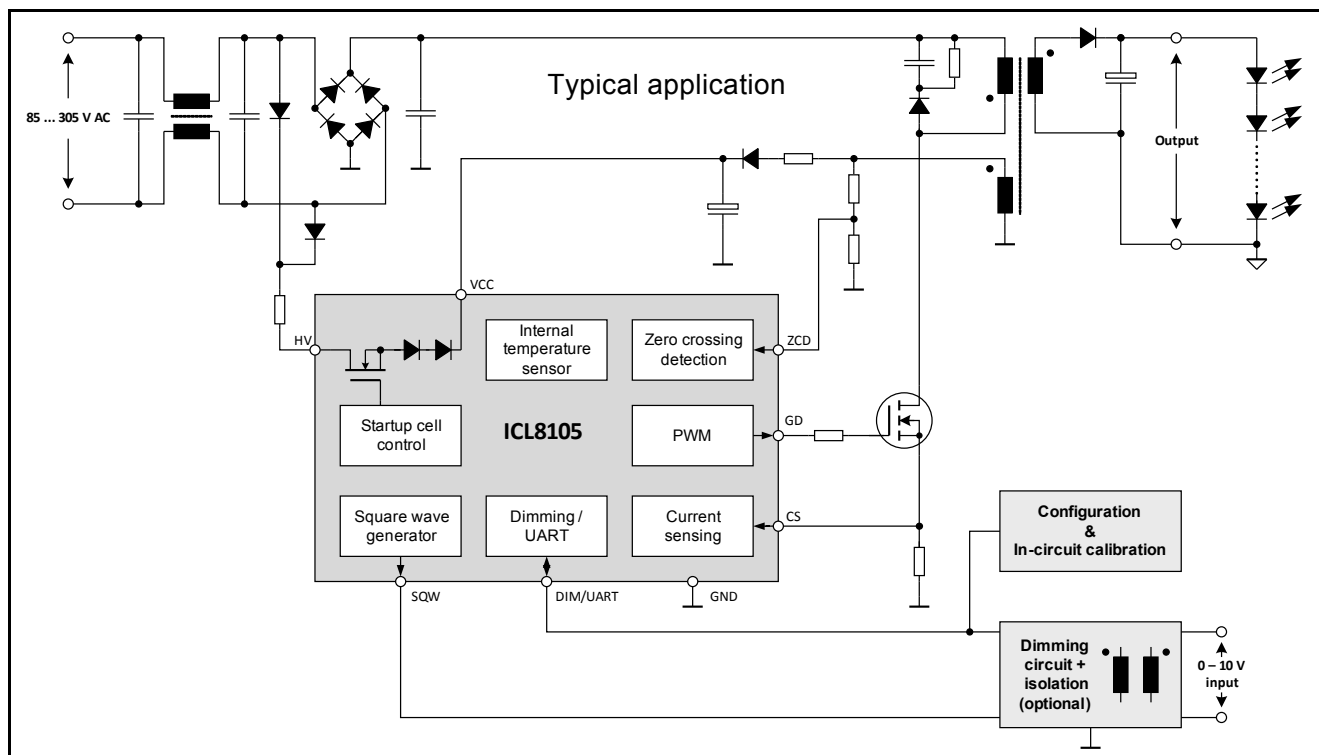 Typical application
85 ... 305 V AC
Output
VCC
HV
Internal
temperature
sensor
Zero crossing
detection
ZCD
Startup cell
control
ICL8105
PWM
GD
Square wave
generator
Dimming /
UART
Current
sensing
CS
SQW
DIM/UART
GND
Configuration
&
In-circuit calibration
Dimming
circuit +
isolation
(optional)
0 – 10 V
input